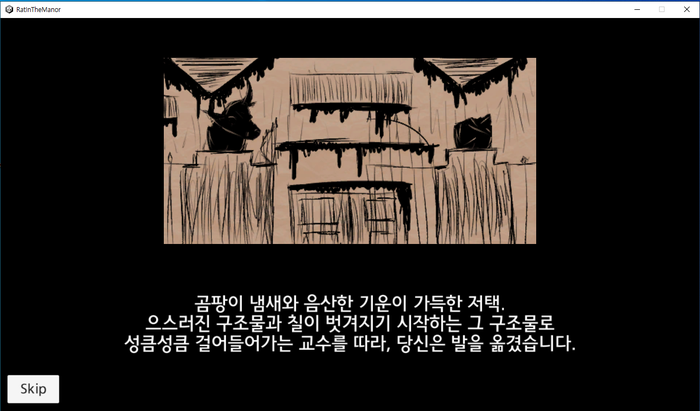 RatInTheManor
곰팡이 냄새와 음산한 기운이 가득한 저택.
으스러진 구조물과 칠이 벗겨지기 시작하는 그 구조물로
성큼성큼 걸어들어가는 교수를 따라, 당신은 발을 옮겼습니다.
Skip